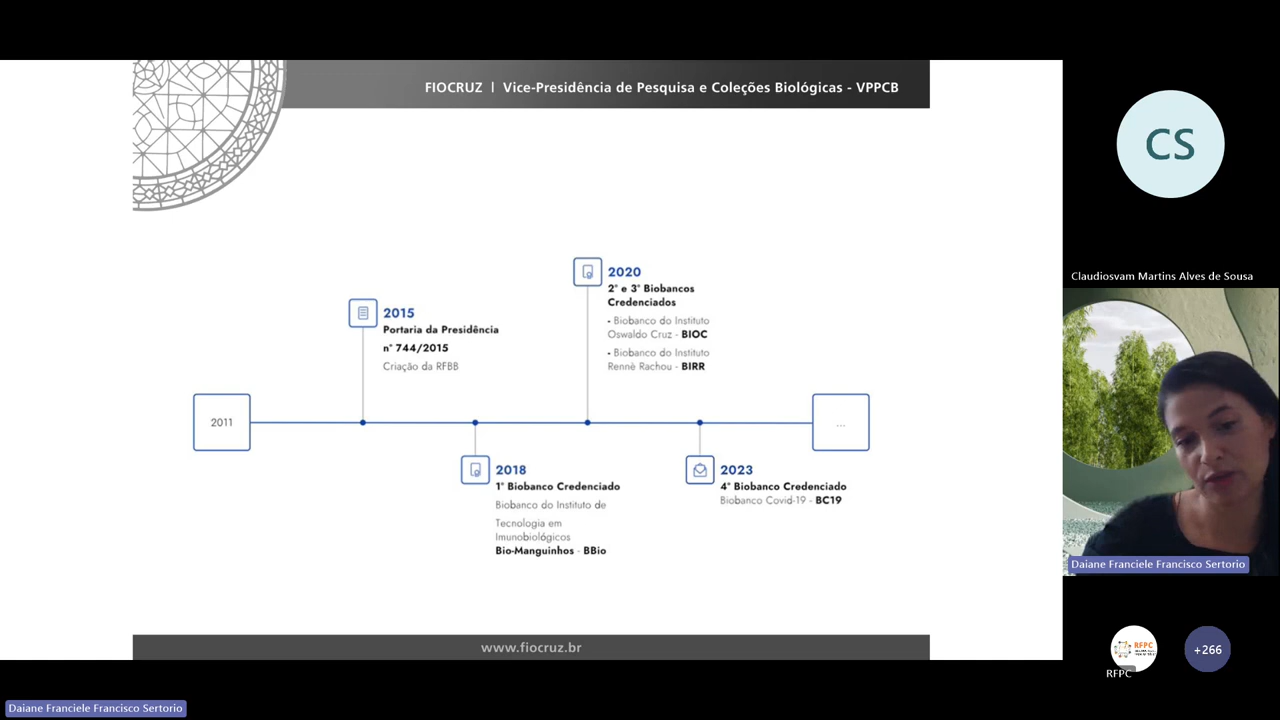 FIOCRUZ | Vice-Presidência de Pesquisa e Coleções Biológicas - VPPCB
2011
2015
Portaria da Presidência
n° 744/2015
Criação da RFBB
2018
1° Biobanco Credenciado
Biobanco do Instituto de
Tecnologia em
Imunobiológicos
Bio-Manguinhos - BBio
2020
2° e 3° Biobancos
Credenciados
- Biobanco do Instituto
Oswaldo Cruz - BIOC
- Biobanco do Instituto
Rennè Rachou - BIRR
2023
4° Biobanco Credenciado
Biobanco Covid-19 - BC19
...
www.fiocruz.br
CS
Claudiosvam Martins Alves de Sousa
Daiane Franciele Francisco Sertorio
RFPC
RFPC
+266
Daiane Franciele Francisco Sertorio